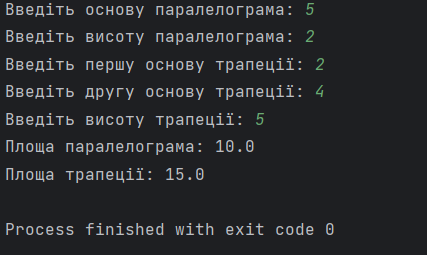 Введіть основу паралелограма: 5
Введіть висоту паралелограма: 2
Введіть першу основу трапеції: 2
Введіть другу основу трапеції: 4
Введіть висоту трапеції: 5
Площа паралелограма: 10.0
Площа трапеції: 15.0
Process finished with exit code 0